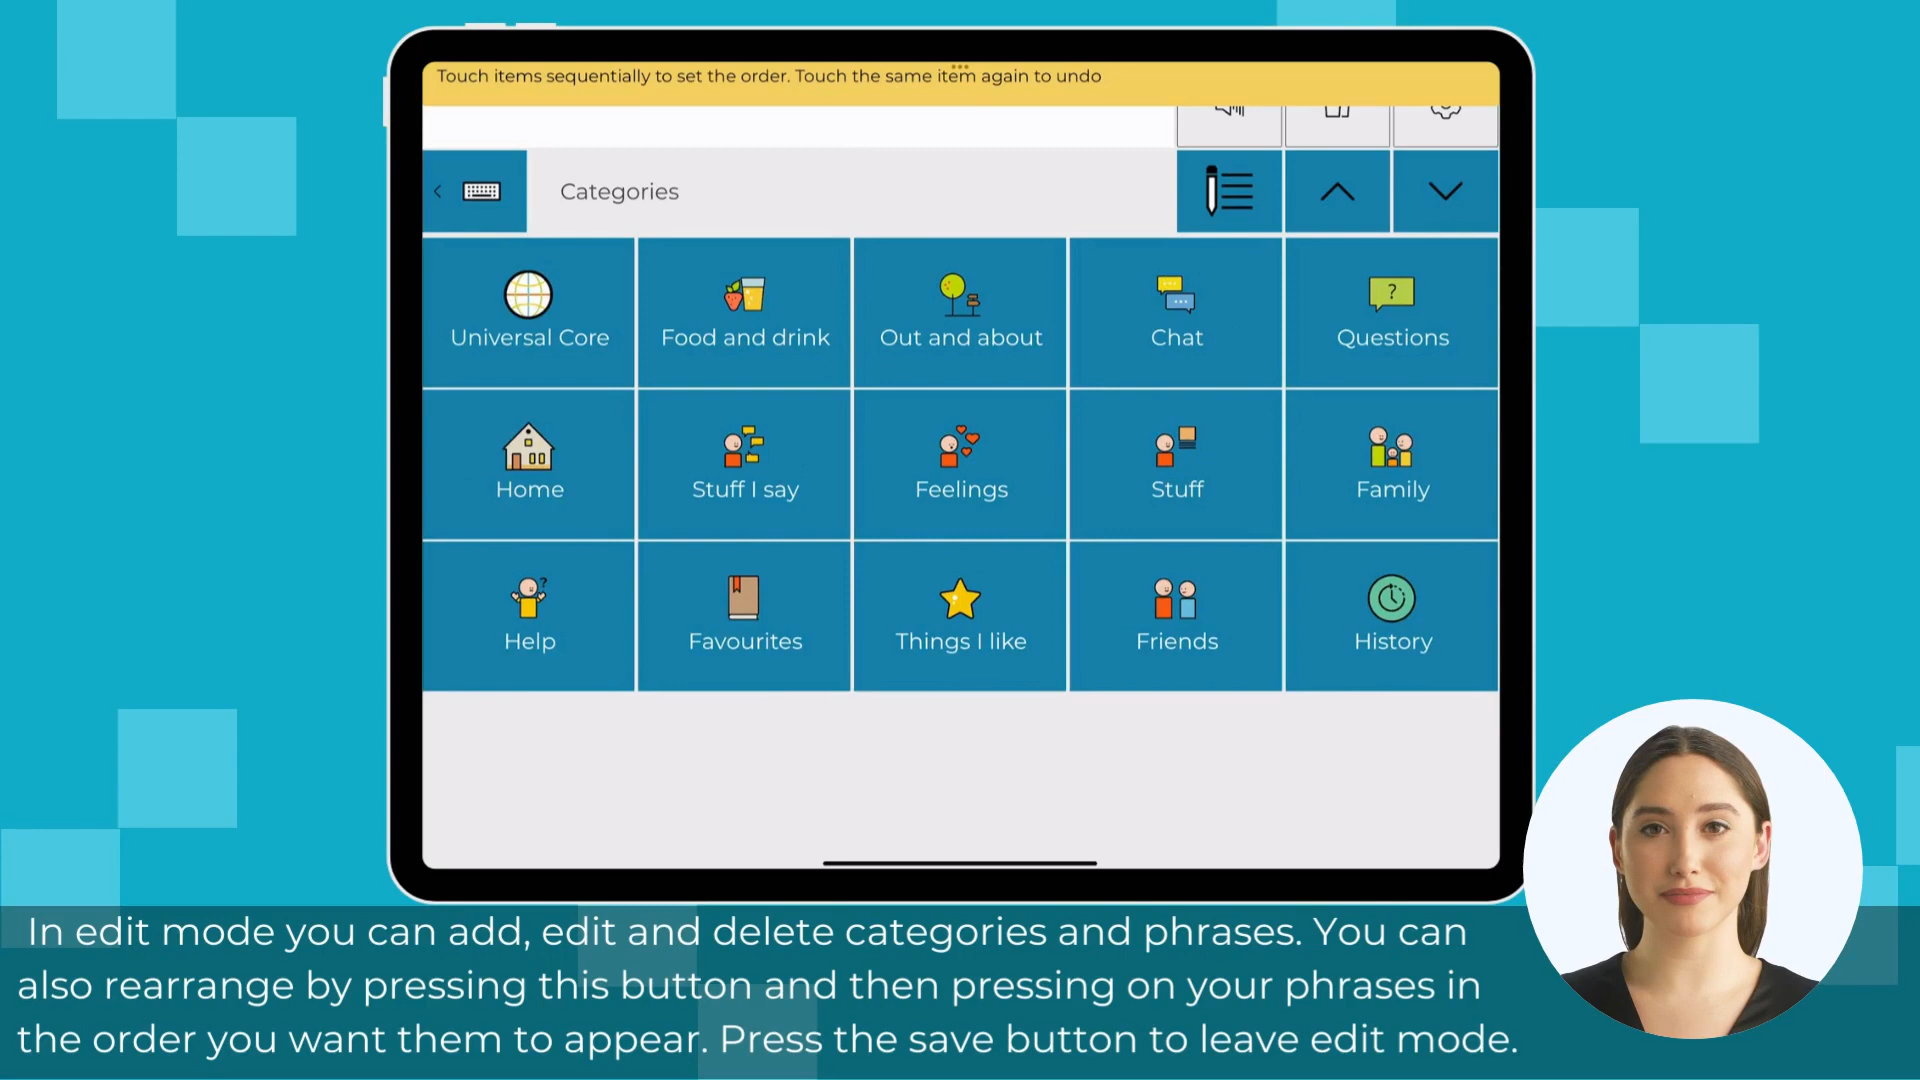 Touch items sequentially to set the order. Touch the same item again to undo
Categories
Universal Core
Food and drink
Out and about
Chat
?
Questions
Home
Stuff I say
Feelings
Stuff
Family
?
Help
Favourites
Things I like
Friends
History
In edit mode you can add, edit and delete categories and phrases. You can
also rearrange by pressing this button and then pressing on your phrases in
the order you want them to appear. Press the save button to leave edit mode.